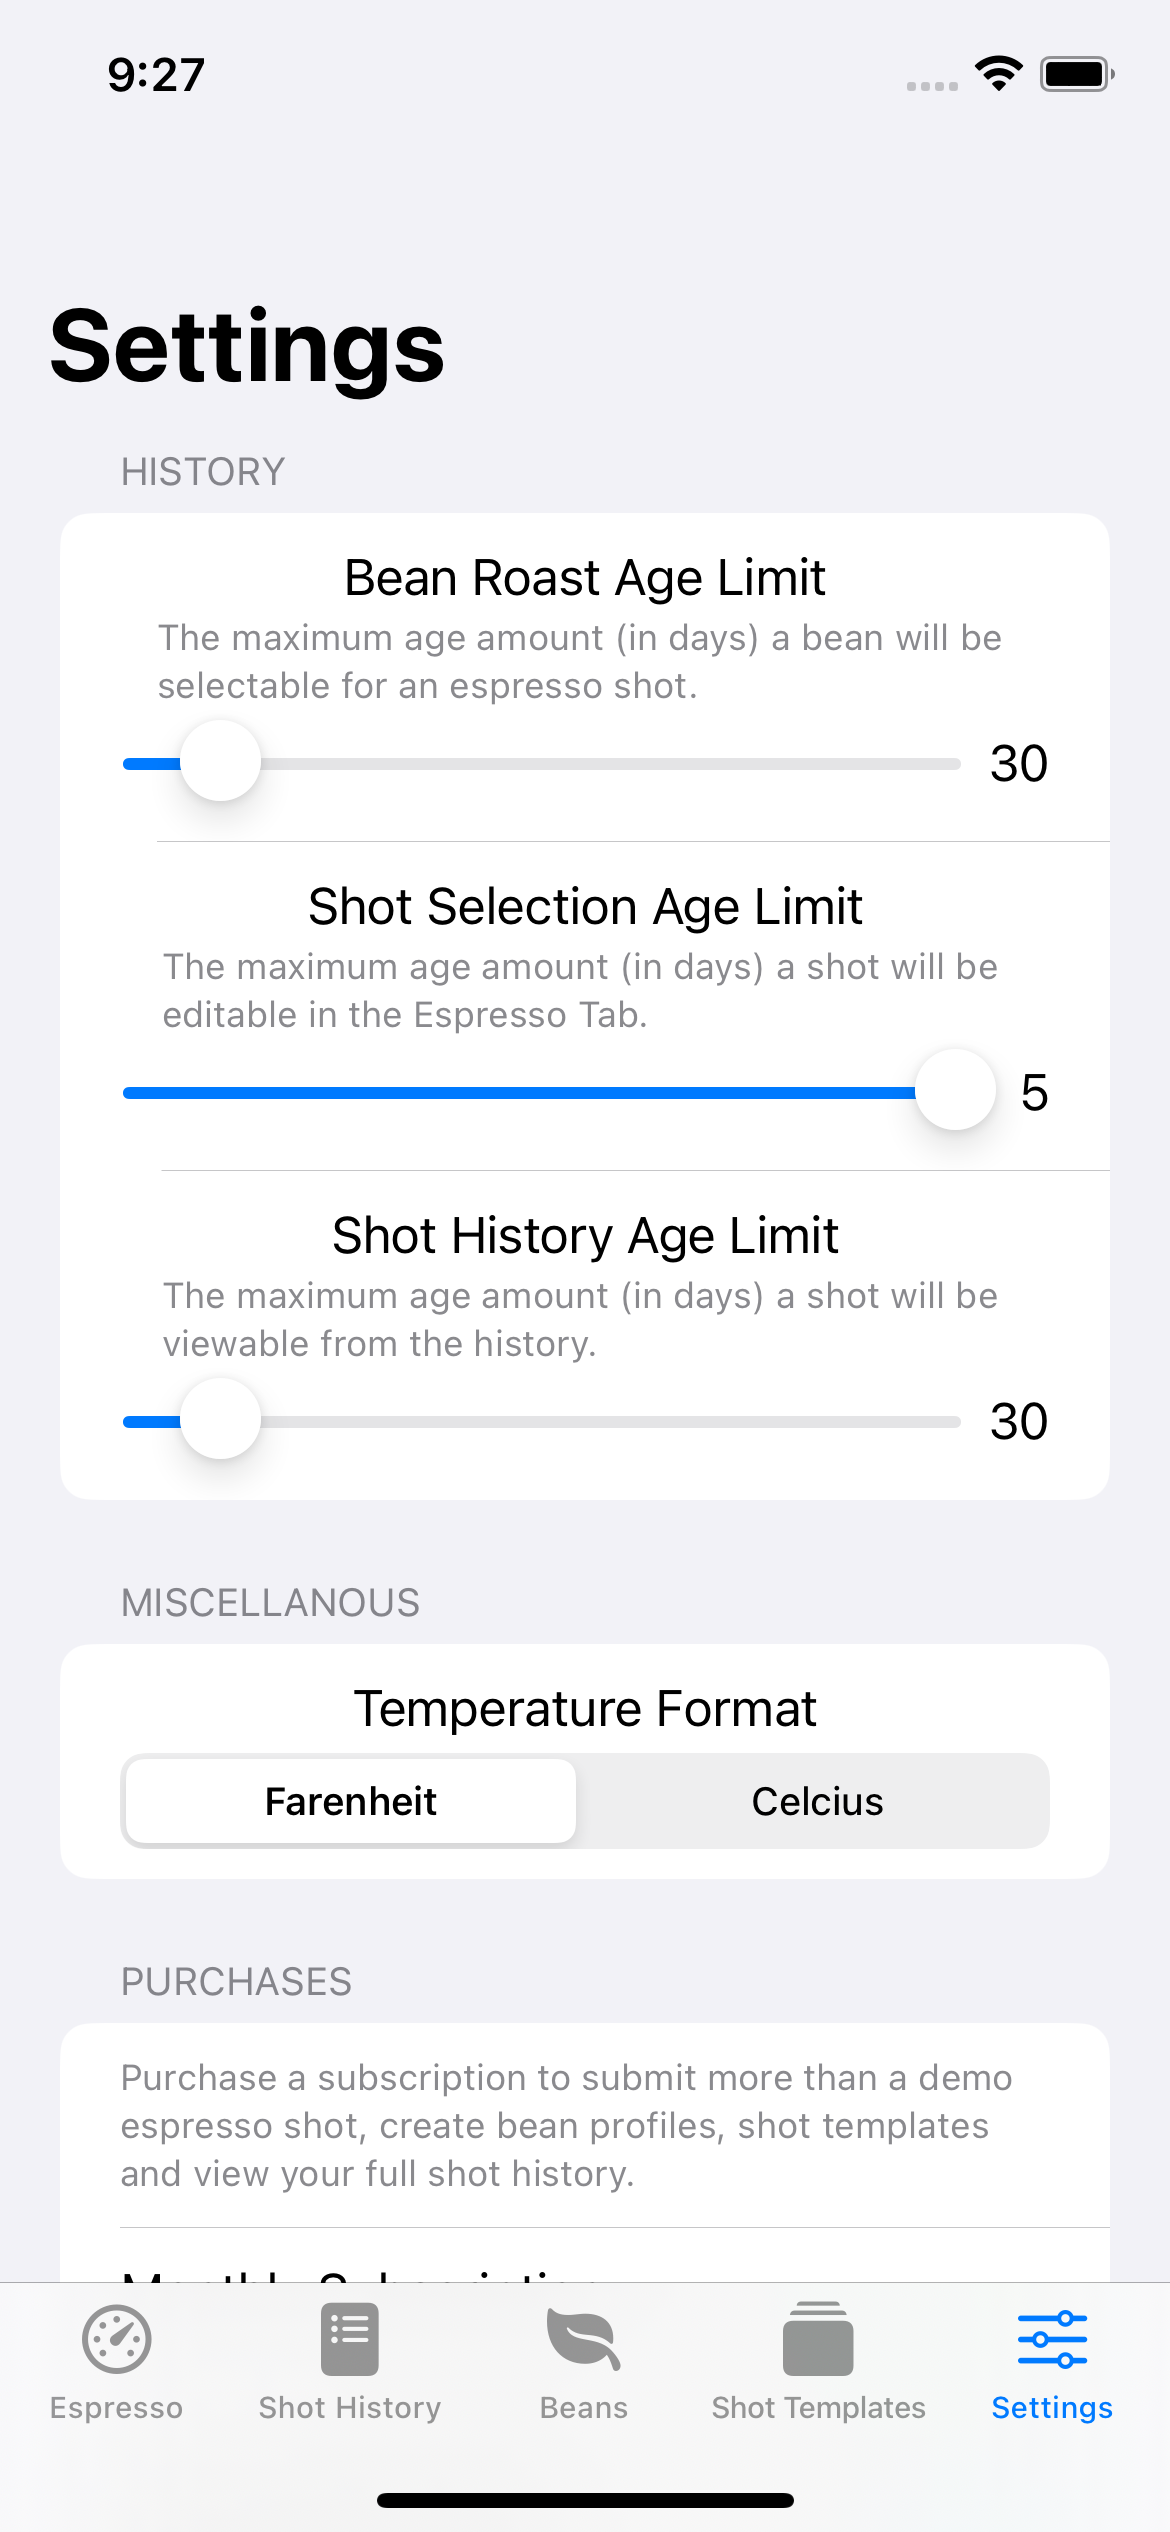 9:27
Settings
HISTORY
Bean Roast Age Limit
The maximum age amount (in days) a bean will be
selectable for an espresso shot.
30
Shot Selection Age Limit
The maximum age amount (in days) a shot will be
editable in the Espresso Tab.
5
Shot History Age Limit
The maximum age amount (in days) a shot will be
viewable from the history.
30
MISCELLANOUS
Temperature Format
Farenheit Celcius
PURCHASES
Purchase a subscription to submit more than a demo
espresso shot, create bean profiles, shot templates
and view your full shot history.
Monthly Subscription
Espresso Shot History Beans Shot Templates Settings